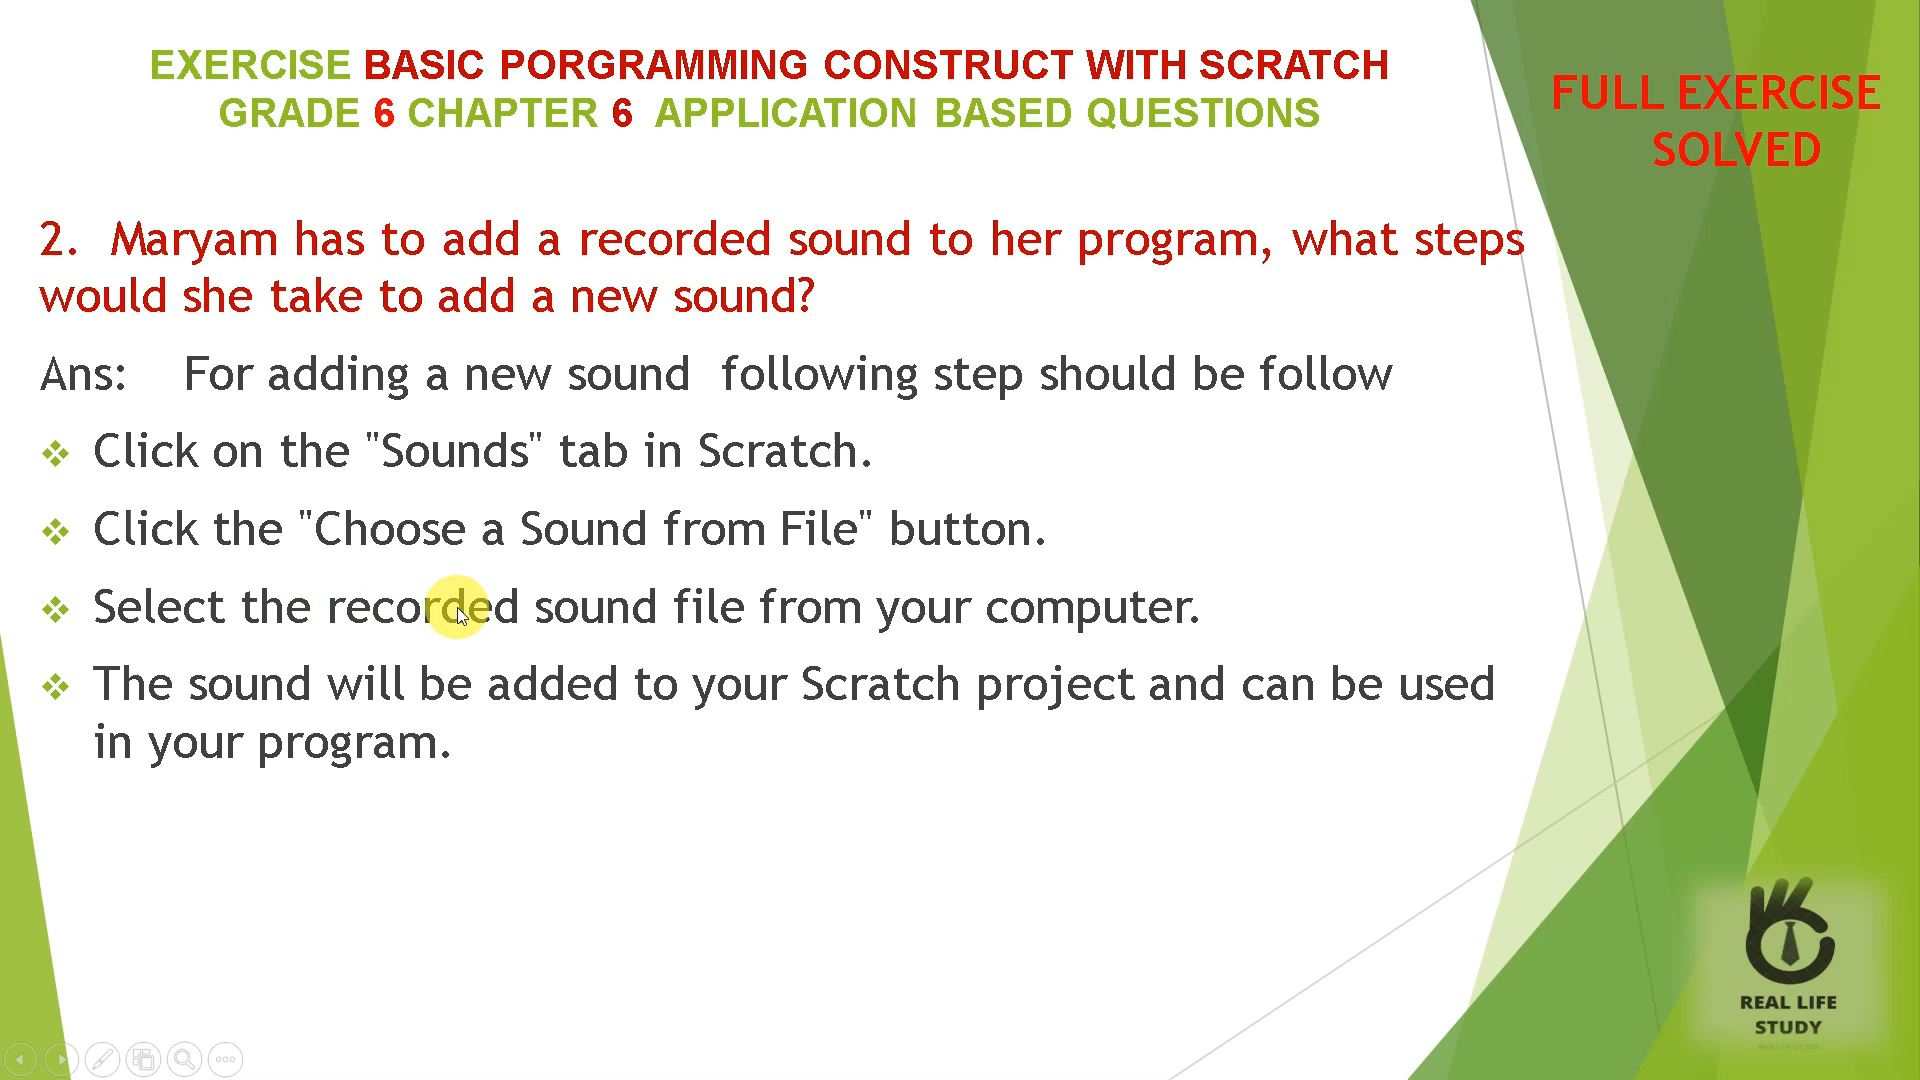 EXERCISE BASIC PORGRAMMING CONSTRUCT WITH SCRATCH
GRADE 6 CHAPTER 6 APPLICATION BASED QUESTIONS
FULL EXERCISE
SOLVED
2. Maryam has to add a recorded sound to her program, what steps
would she take to add a new sound?
Ans: For adding a new sound following step should be follow
❖ Click on the "Sounds" tab in Scratch.
❖ Click the "Choose a Sound from File" button.
❖ Select the recorded sound file from your computer.
❖ The sound will be added to your Scratch project and can be used
in your program.
REAL LIFE
STUDY